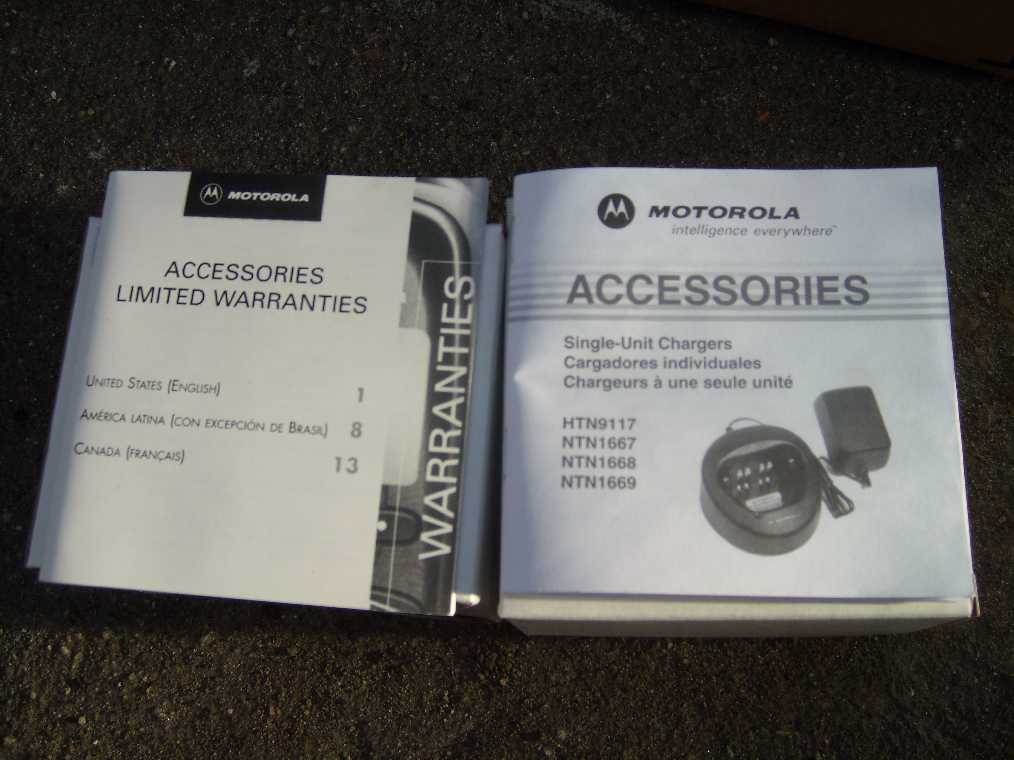 MOTOROLA
ACCESSORIES
LIMITED WARRANTIES
UNITED STATES (ENGLISH) 1
AMÉRICA LATINA (CON EXCEPCIÓN DE BRASIL) 8
CANADA (FRANÇAIS) 13
WARRANTIES
MOTOROLA
intelligence everywhere™
ACCESSORIES
Single-Unit Chargers
Cargadores individuales
Chargeurs à une seule unité
HTN9117
NTN1667
NTN1668
NTN1669